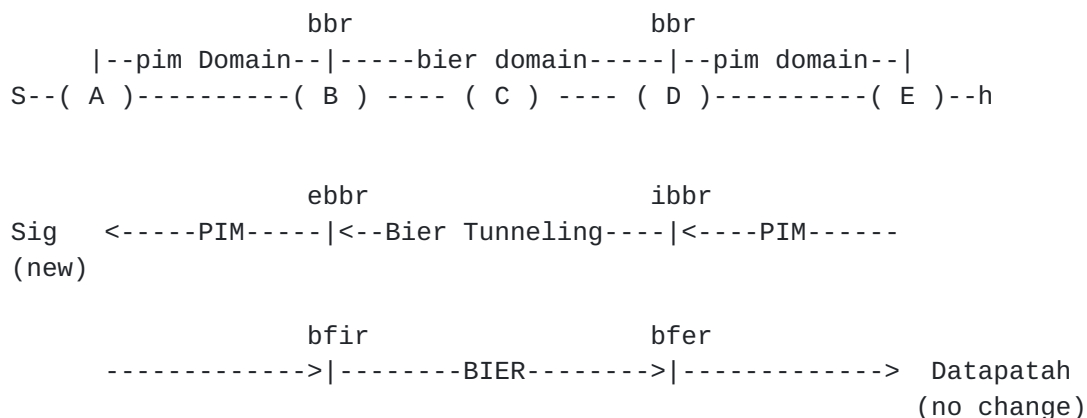 bbr bbr
|--pim Domain--|-----bier domain-----|--pim domain--|
S--( A )----------( B ) ---- ( C ) ---- ( D )----------( E )--h
ebbr ibbr
Sig <-----PIM-----|<--Bier Tunneling----|<----PIM------
(new)
bfir bfer
------------->|--------BIER-------->|-------------> Datapatah
(no change)